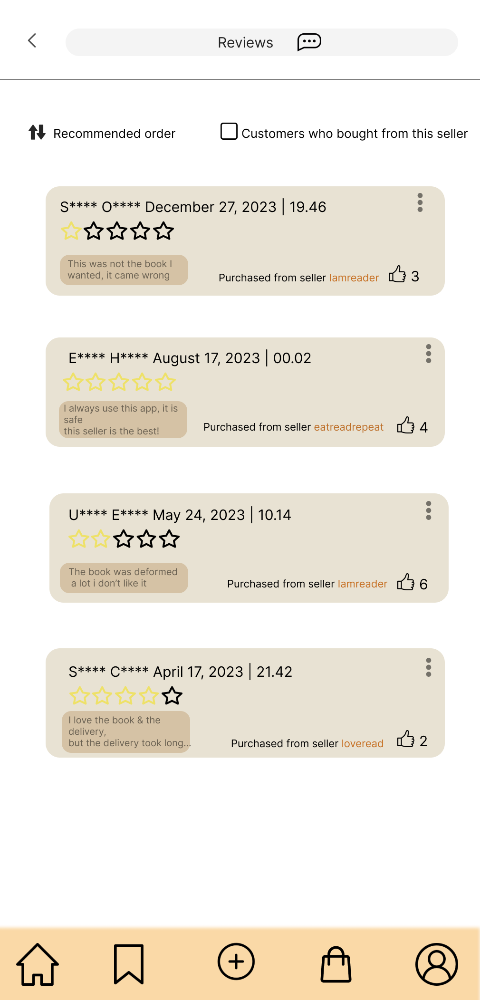 Reviews
Recommended order
Customers who bought from this seller
S**** O**** December 27, 2023 | 19.46
This was not the book I
wanted, it came wrong
Purchased from seller Iamreader
3
E**** H**** August 17, 2023 | 00.02
I always use this app, it is
safe
this seller is the best!
Purchased from seller eatreadrepeat
4
U**** E**** May 24, 2023 | 10.14
The book was deformed
a lot i don’t like it
Purchased from seller Iamreader
6
S**** C**** April 17, 2023 | 21.42
I love the book & the
delivery,
but the delivery took long...
Purchased from seller loveread
2